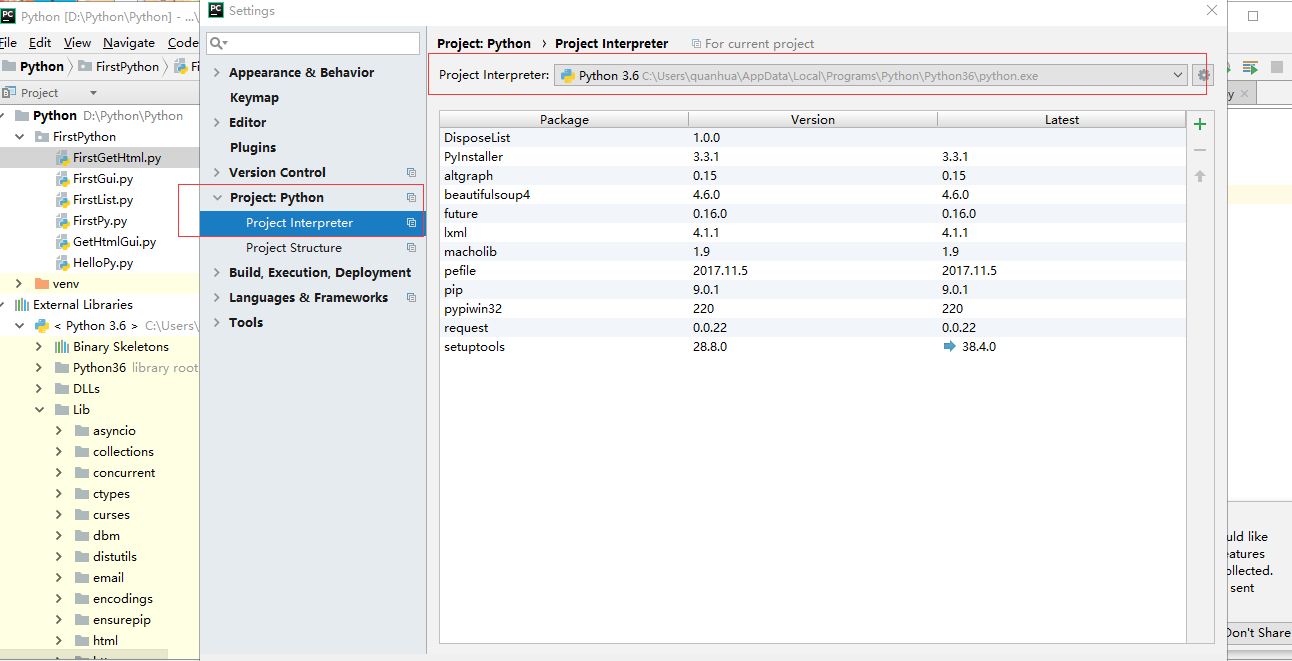 PC Python [D:\Python\Python] - ...\
File Edit View Navigate Code
Python FirstPython
Project
Python D:\Python\Python
FirstPython
FirstGetHtml.py
FirstGui.py
FirstList.py
FirstPy.py
GetHtmlGui.py
HelloPy.py
venv
External Libraries
< Python 3.6 > C:\Users\
Binary Skeletons
Python36 library root
DLLs
Lib
asyncio
collections
concurrent
ctypes
curses
dbm
distutils
email
encodings
ensurepip
html
PC Settings
Appearance & Behavior
Keymap
Editor
Plugins
Version Control
Project: Python
Project Interpreter
Project Structure
Build, Execution, Deployment
Languages & Frameworks
Tools
Project: Python › Project Interpreter For current project
Project Interpreter: Python 3.6 C:\Users\quanhua\AppData\Local\Programs\Python\Python36\python.exe
Package Version Latest
DisposeList 1.0.0
PyInstaller 3.3.1 3.3.1
altgraph 0.15 0.15
beautifulsoup4 4.6.0 4.6.0
future 0.16.0 0.16.0
lxml 4.1.1 4.1.1
macholib 1.9 1.9
pefile 2017.11.5 2017.11.5
pip 9.0.1 9.0.1
pypiwin32 220 220
request 0.0.22 0.0.22
setuptools 28.8.0 38.4.0
y
uld like
eatures
ollected.
sent
Don't Share